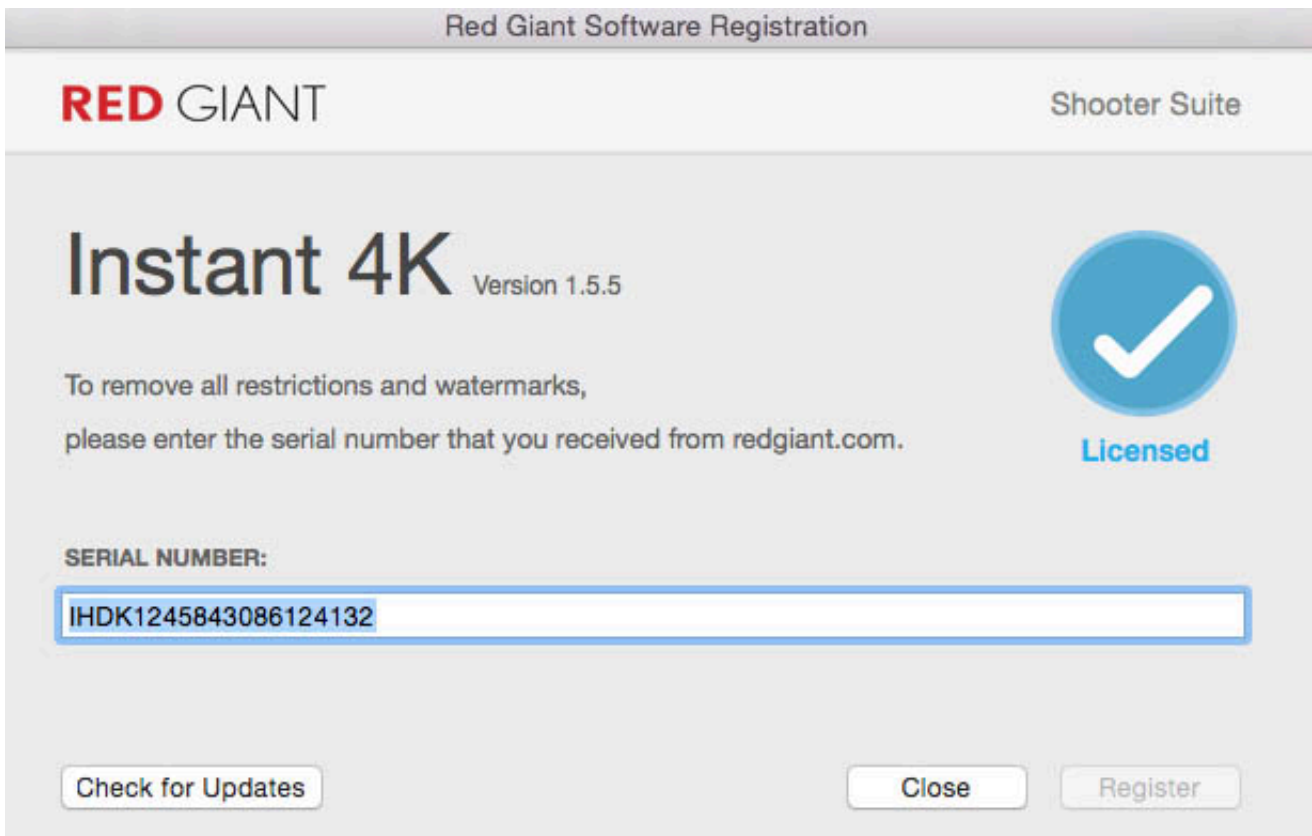 Red Giant Software Registration
RED GIANT
Shooter Suite
Instant 4K Version 1.5.5
To remove all restrictions and watermarks,
please enter the serial number that you received from redgiant.com.
Licensed
SERIAL NUMBER:
IHDK1245843086124132
Check for Updates
Close
Register